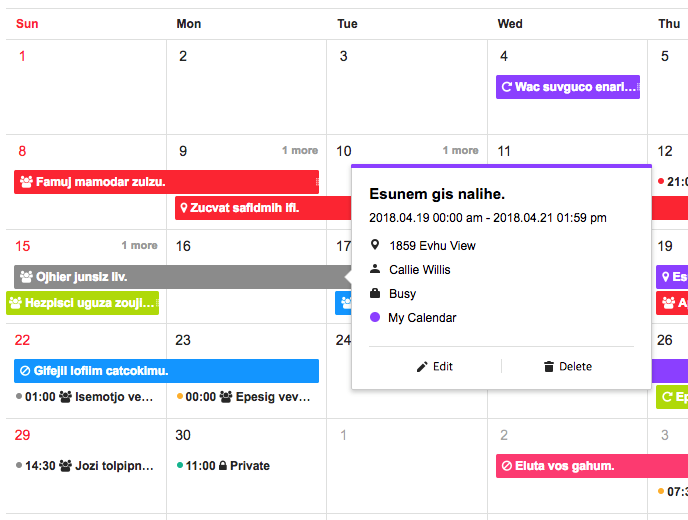 Sun Mon Tue Wed Thu
1 2 3 4 5
Wac suvguco enari...
8 9 1 more 10 1 more 11 12
Famuj mamodar zulzu.
21:0
Zucvat safidmih ifi.
Esunem gis nalihe.
2018.04.19 00:00 am - 2018.04.21 01:59 pm
1859 Evhu View
Callie Willis
Busy
My Calendar
Edit Delete
15 1 more 16 17 19
Ojhier junsiz liv.
Es
Hezpisci uguza zouji...
22 23 24 26
Gifejil iofilm catcokimu.
01:00 Isemotjo ve...
00:00 Epesig vev...
Ep
29 30 1 2 3
14:30 Jozi tolpipn...
11:00 Private
Eluta vos gahum.
07:3